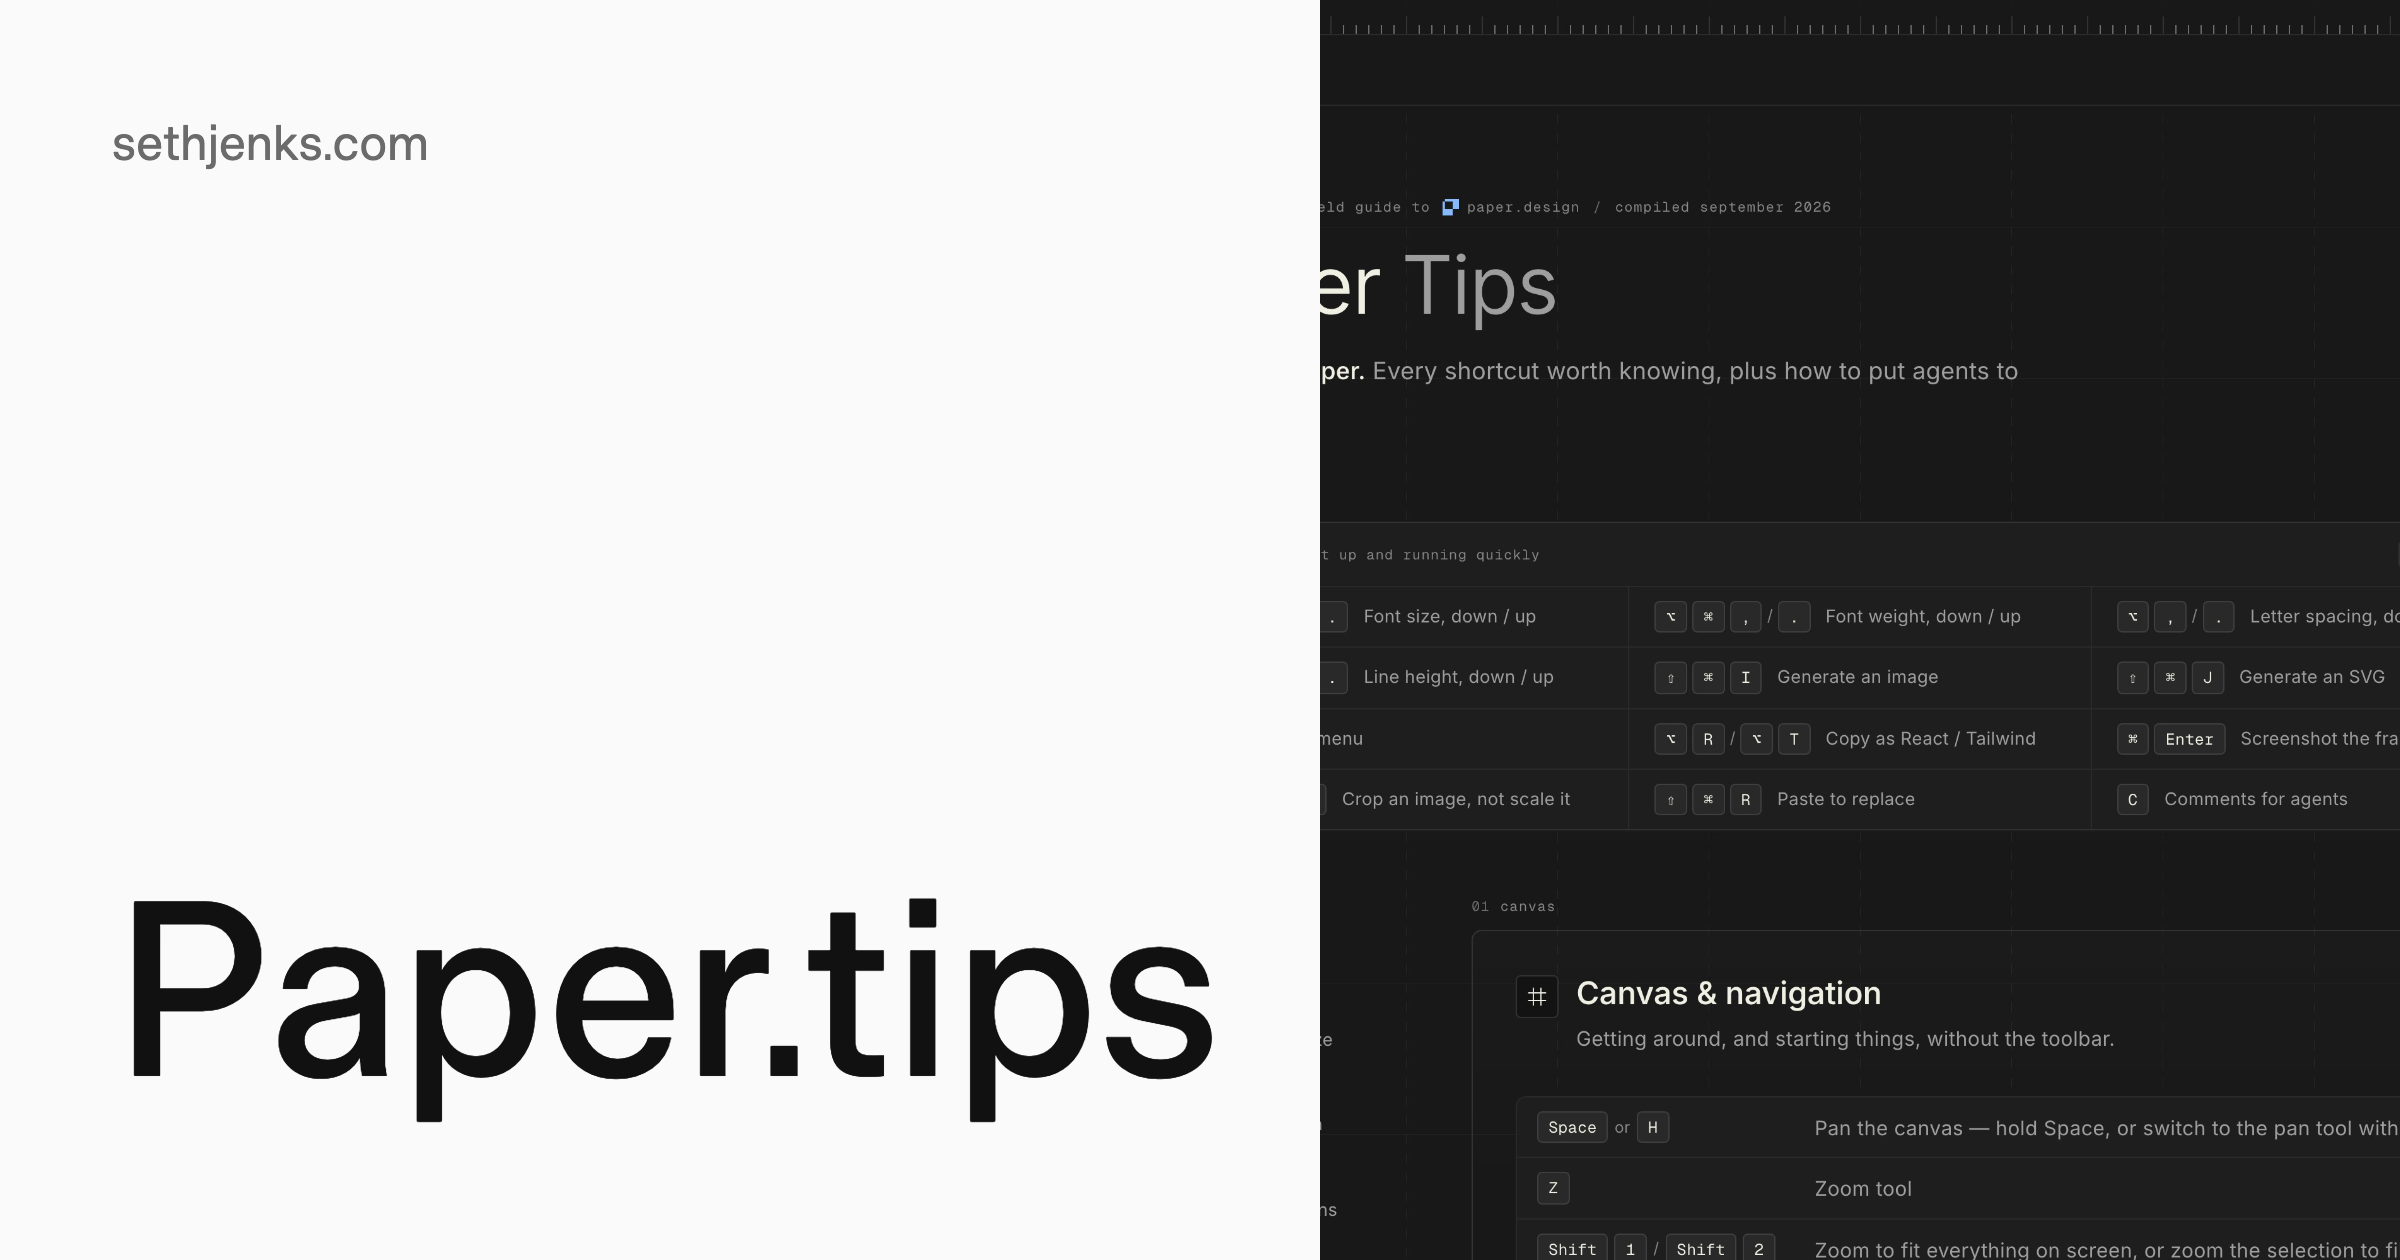 sethjenks.com
Paper.tips
eld guide to paper.design / compiled september 2026
er Tips
per. Every shortcut worth knowing, plus how to put agents to
t up and running quickly
. Font size, down / up
⌥ ⌘ , / . Font weight, down / up
⌥ , / . Letter spacing, do
. Line height, down / up
⇧ ⌘ I Generate an image
⇧ ⌘ J Generate an SVG
menu
⌥ R / ⌥ T Copy as React / Tailwind
⌘ Enter Screenshot the fra
Crop an image, not scale it
⇧ ⌘ R Paste to replace
C Comments for agents
01 canvas
Canvas & navigation
Getting around, and starting things, without the toolbar.
ze
Space or H Pan the canvas — hold Space, or switch to the pan tool with
Z Zoom tool
ns
Shift 1 / Shift 2 Zoom to fit everything on screen, or zoom the selection to fi